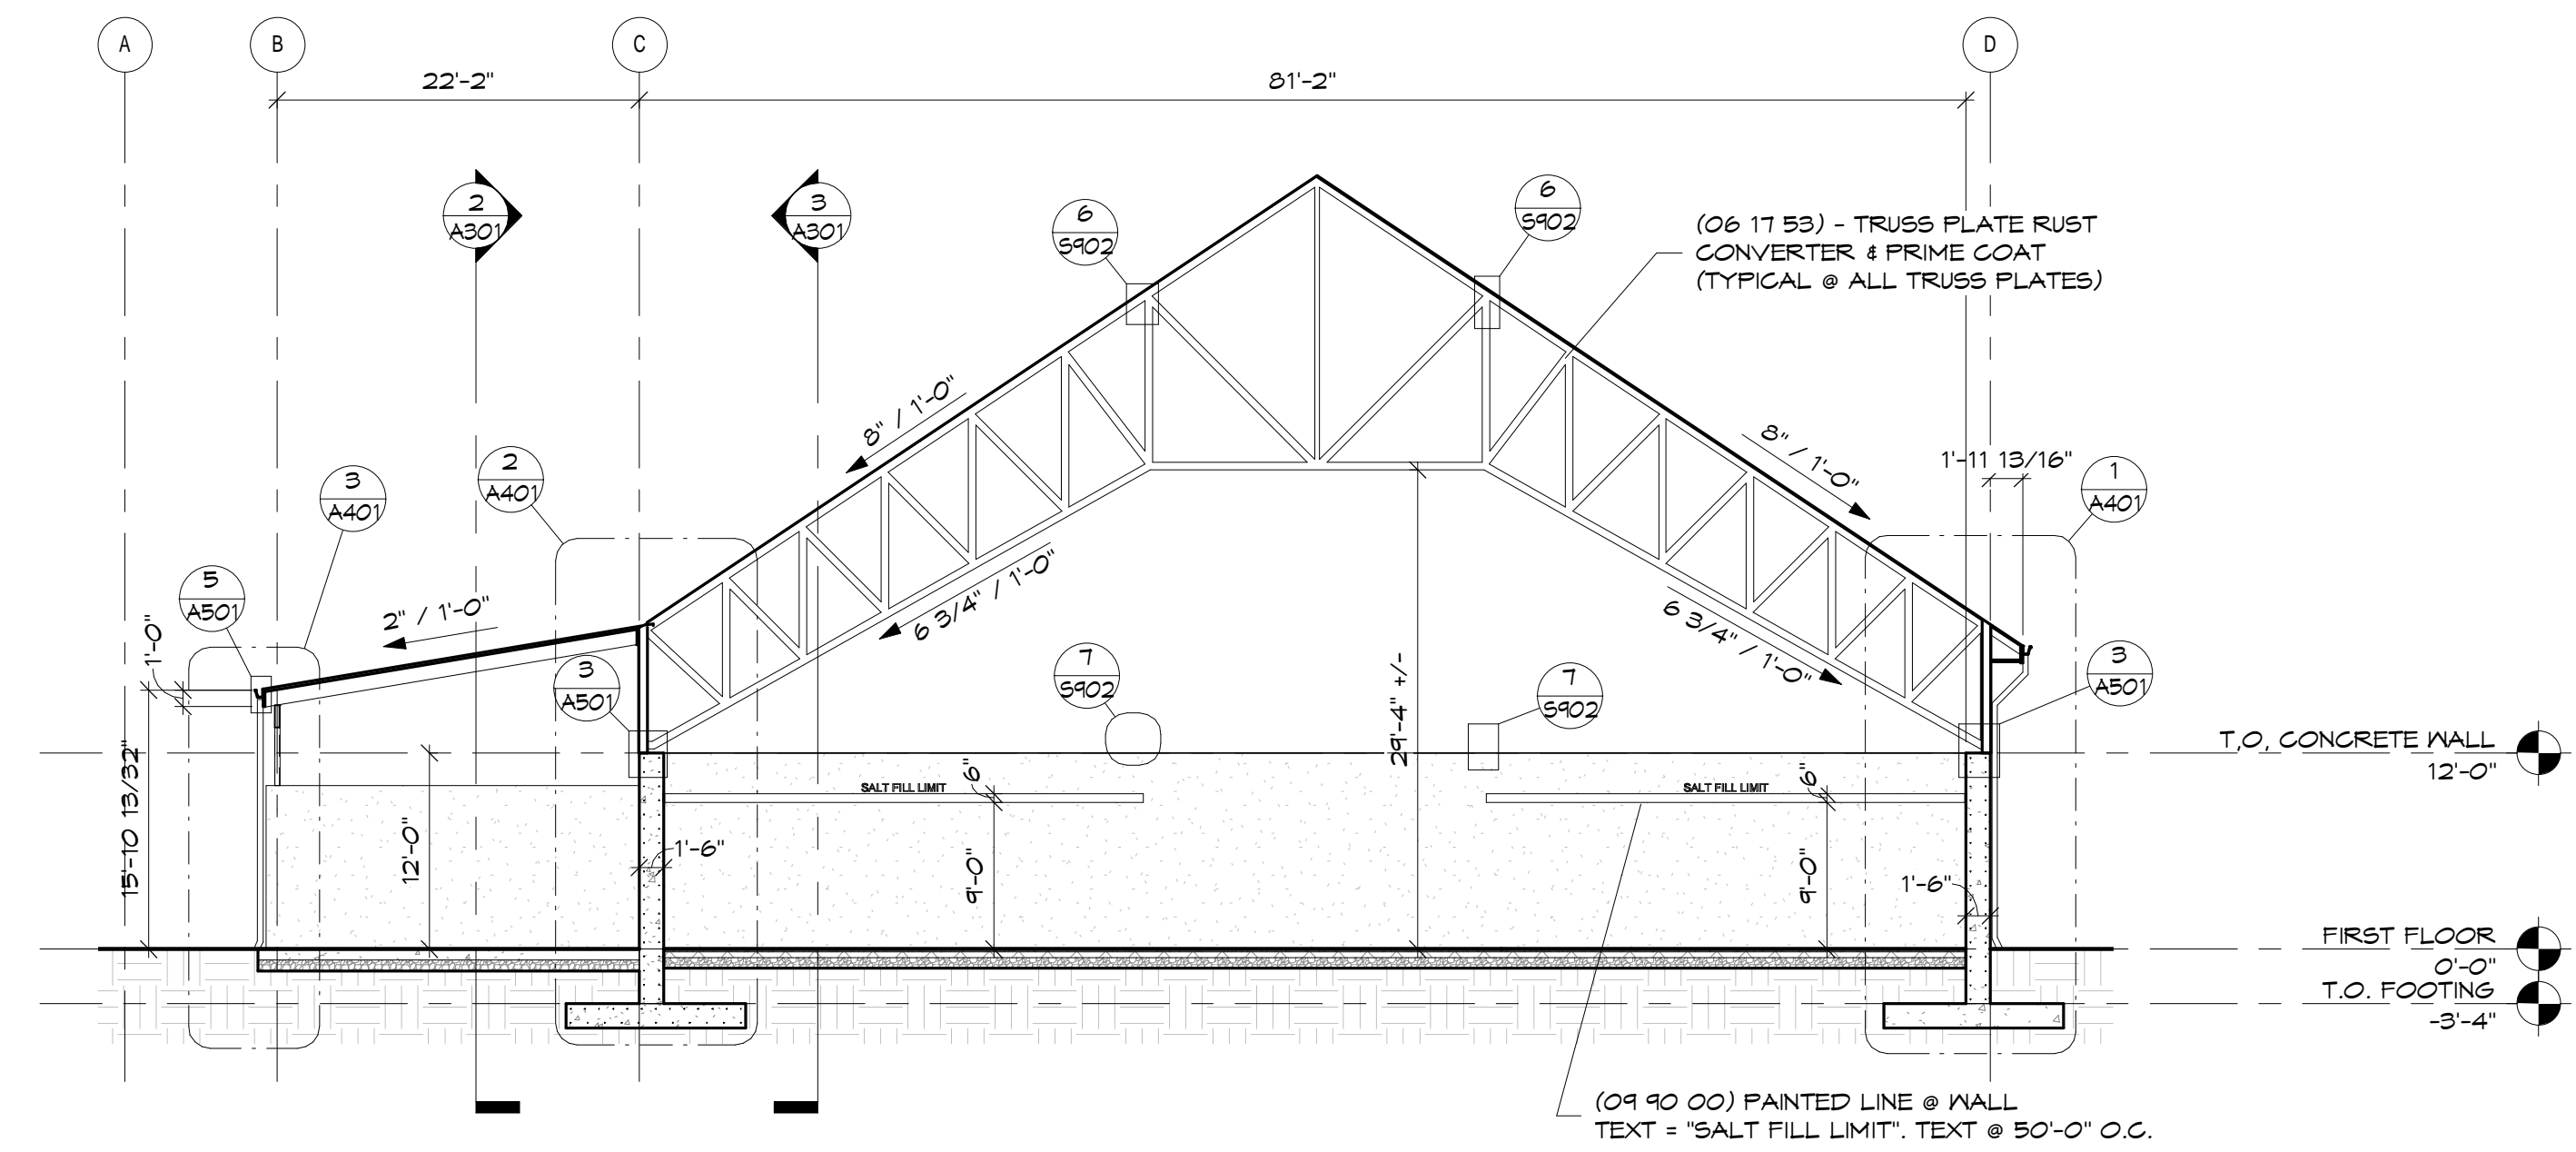 A
B
C
D
22'-2"
81'-2"
2
A301
3
A301
6
S902
6
S902
(06 17 53) - TRUSS PLATE RUST
CONVERTER & PRIME COAT
(TYPICAL @ ALL TRUSS PLATES)
8" / 1'-0"
8" / 1'-0"
1'-11 13/16"
2
A401
3
A401
1
A401
5
A501
2" / 1'-0"
1'-0"
6 3/4" / 1'-0"
6 3/4" / 1'-0"
3
A501
7
S902
7
S902
3
A501
29'-4" +/-
T,O, CONCRETE WALL
12'-0"
15'-10 13/32"
SALT FILL LIMIT
6"
SALT FILL LIMIT
6"
12'-0"
1'-6"
9'-0"
9'-0"
1'-6"
FIRST FLOOR
0'-0"
T.O. FOOTING
-3'-4"
(09 90 00) PAINTED LINE @ WALL
TEXT = "SALT FILL LIMIT". TEXT @ 50'-0" O.C.